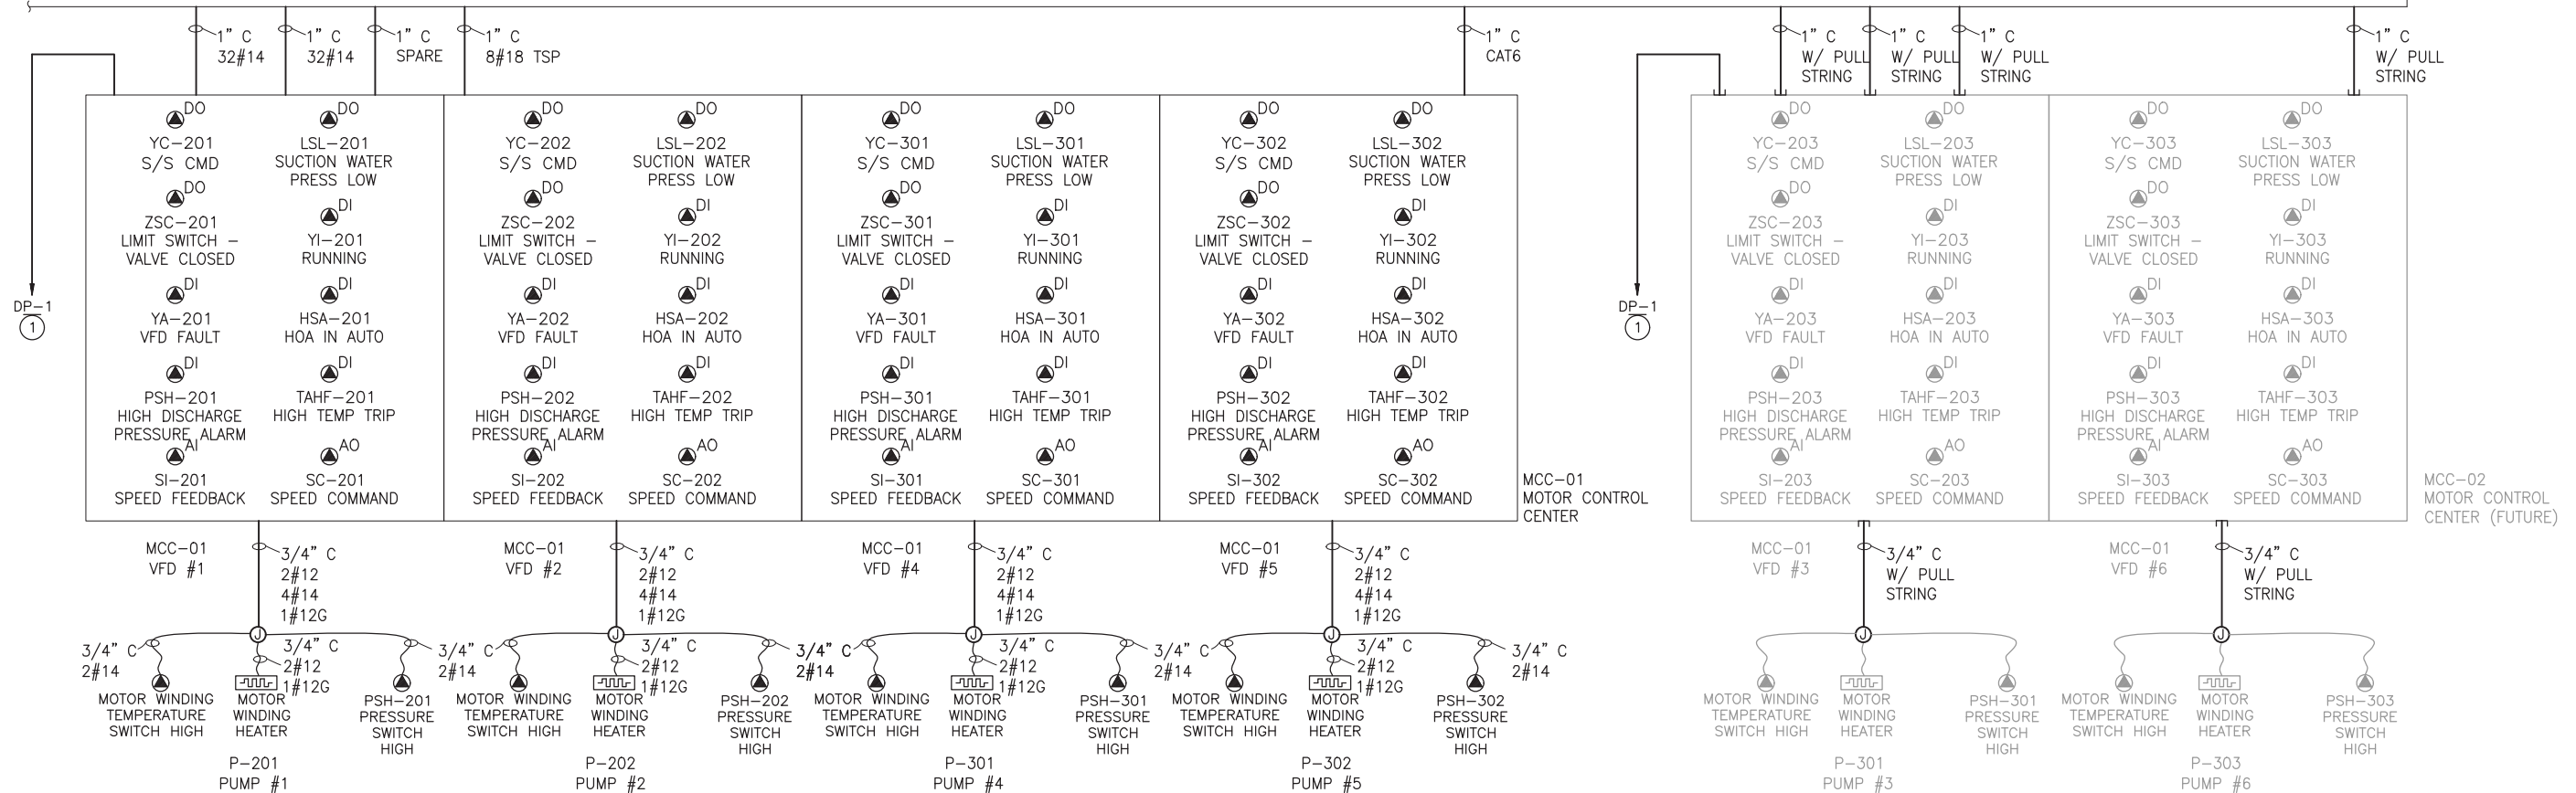 1" C
32#14
1" C
32#14
1" C
SPARE
1" C
8#18 TSP
1" C
CAT6
1" C
W/ PULL
STRING
1" C
W/ PULL
STRING
1" C
W/ PULL
STRING
1" C
W/ PULL
STRING
DP-1
1
DO
YC-201
S/S CMD
DO
ZSC-201
LIMIT SWITCH -
VALVE CLOSED
DI
YA-201
VFD FAULT
DI
PSH-201
HIGH DISCHARGE
PRESSURE ALARM
AI
SI-201
SPEED FEEDBACK
DO
LSL-201
SUCTION WATER
PRESS LOW
DI
YI-201
RUNNING
DI
HSA-201
HOA IN AUTO
DI
TAHF-201
HIGH TEMP TRIP
AO
SC-201
SPEED COMMAND
DO
YC-202
S/S CMD
DO
ZSC-202
LIMIT SWITCH -
VALVE CLOSED
DI
YA-202
VFD FAULT
DI
PSH-202
HIGH DISCHARGE
PRESSURE ALARM
AI
SI-202
SPEED FEEDBACK
DO
LSL-202
SUCTION WATER
PRESS LOW
DI
YI-202
RUNNING
DI
HSA-202
HOA IN AUTO
DI
TAHF-202
HIGH TEMP TRIP
AO
SC-202
SPEED COMMAND
DO
YC-301
S/S CMD
DO
ZSC-301
LIMIT SWITCH -
VALVE CLOSED
DI
YA-301
VFD FAULT
DI
PSH-301
HIGH DISCHARGE
PRESSURE ALARM
AI
SI-301
SPEED FEEDBACK
DO
LSL-301
SUCTION WATER
PRESS LOW
DI
YI-301
RUNNING
DI
HSA-301
HOA IN AUTO
DI
TAHF-301
HIGH TEMP TRIP
AO
SC-301
SPEED COMMAND
DO
YC-302
S/S CMD
DO
ZSC-302
LIMIT SWITCH -
VALVE CLOSED
DI
YA-302
VFD FAULT
DI
PSH-302
HIGH DISCHARGE
PRESSURE ALARM
AI
SI-302
SPEED FEEDBACK
DO
LSL-302
SUCTION WATER
PRESS LOW
DI
YI-302
RUNNING
DI
HSA-302
HOA IN AUTO
DI
TAHF-302
HIGH TEMP TRIP
AO
SC-302
SPEED COMMAND
MCC-01
MOTOR CONTROL
CENTER
DP-1
1
DO
YC-203
S/S CMD
DO
ZSC-203
LIMIT SWITCH -
VALVE CLOSED
DI
YA-203
VFD FAULT
DI
PSH-203
HIGH DISCHARGE
PRESSURE ALARM
AI
SI-203
SPEED FEEDBACK
DO
LSL-203
SUCTION WATER
PRESS LOW
DI
YI-203
RUNNING
DI
HSA-203
HOA IN AUTO
DI
TAHF-203
HIGH TEMP TRIP
AO
SC-203
SPEED COMMAND
DO
YC-303
S/S CMD
DO
ZSC-303
LIMIT SWITCH -
VALVE CLOSED
DI
YA-303
VFD FAULT
DI
PSH-303
HIGH DISCHARGE
PRESSURE ALARM
AI
SI-303
SPEED FEEDBACK
DO
LSL-303
SUCTION WATER
PRESS LOW
DI
YI-303
RUNNING
DI
HSA-303
HOA IN AUTO
DI
TAHF-303
HIGH TEMP TRIP
AO
SC-303
SPEED COMMAND
MCC-02
MOTOR CONTROL
CENTER (FUTURE)
MCC-01
VFD #1
3/4" C
2#12
4#14
1#12G
J
3/4" C
2#14
3/4" C
2#12
1#12G
3/4" C
2#14
MOTOR WINDING
TEMPERATURE
SWITCH HIGH
MOTOR
WINDING
HEATER
PSH-201
PRESSURE
SWITCH
HIGH
P-201
PUMP #1
MCC-01
VFD #2
3/4" C
2#12
4#14
1#12G
J
3/4" C
2#12
1#12G
3/4" C
2#14
MOTOR WINDING
TEMPERATURE
SWITCH HIGH
MOTOR
WINDING
HEATER
PSH-202
PRESSURE
SWITCH
HIGH
P-202
PUMP #2
MCC-01
VFD #4
3/4" C
2#12
4#14
1#12G
J
3/4" C
2#12
1#12G
3/4" C
2#14
MOTOR WINDING
TEMPERATURE
SWITCH HIGH
MOTOR
WINDING
HEATER
PSH-301
PRESSURE
SWITCH
HIGH
P-301
PUMP #4
MCC-01
VFD #5
3/4" C
2#12
4#14
1#12G
J
3/4" C
2#12
1#12G
3/4" C
2#14
MOTOR WINDING
TEMPERATURE
SWITCH HIGH
MOTOR
WINDING
HEATER
PSH-302
PRESSURE
SWITCH
HIGH
P-302
PUMP #5
MCC-01
VFD #3
3/4" C
W/ PULL
STRING
J
MOTOR WINDING
TEMPERATURE
SWITCH HIGH
MOTOR
WINDING
HEATER
PSH-301
PRESSURE
SWITCH
HIGH
P-301
PUMP #3
MCC-01
VFD #6
3/4" C
W/ PULL
STRING
J
MOTOR WINDING
TEMPERATURE
SWITCH HIGH
MOTOR
WINDING
HEATER
PSH-303
PRESSURE
SWITCH
HIGH
P-303
PUMP #6